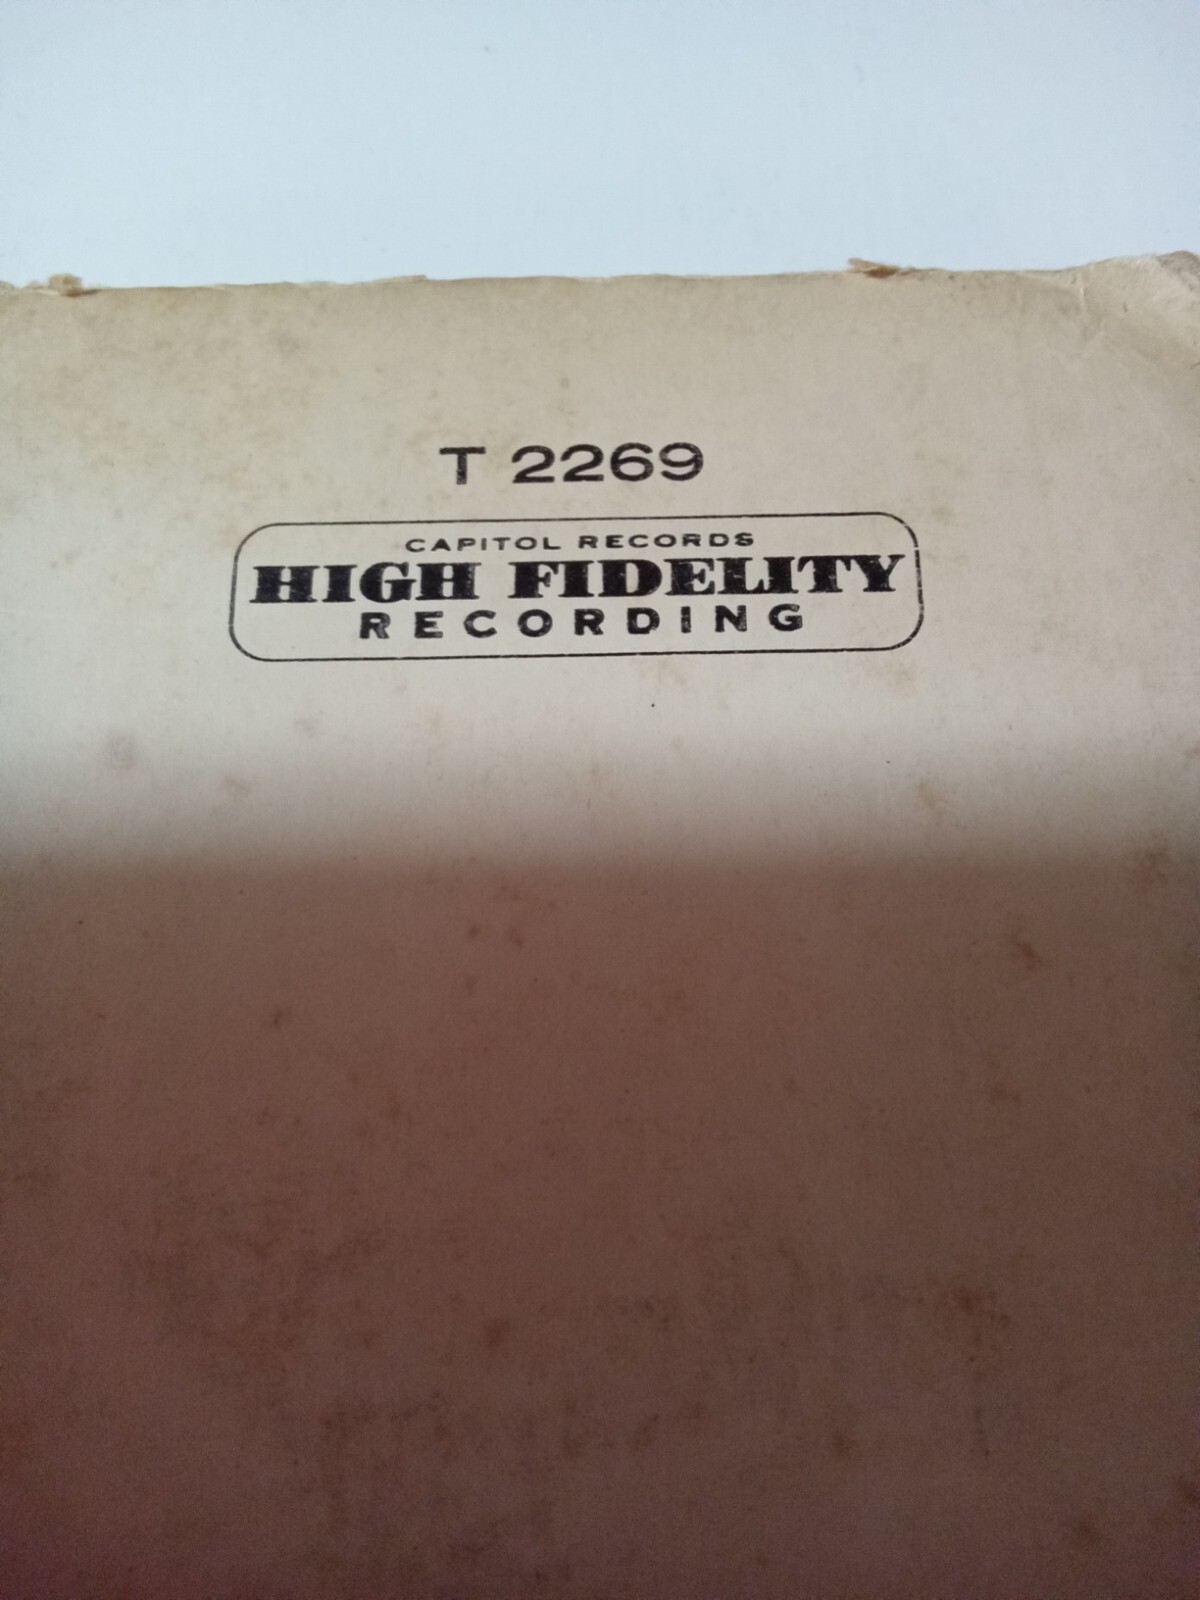 T 2269
CAPITOL RECORDS
HIGH FIDELITY
RECORDING